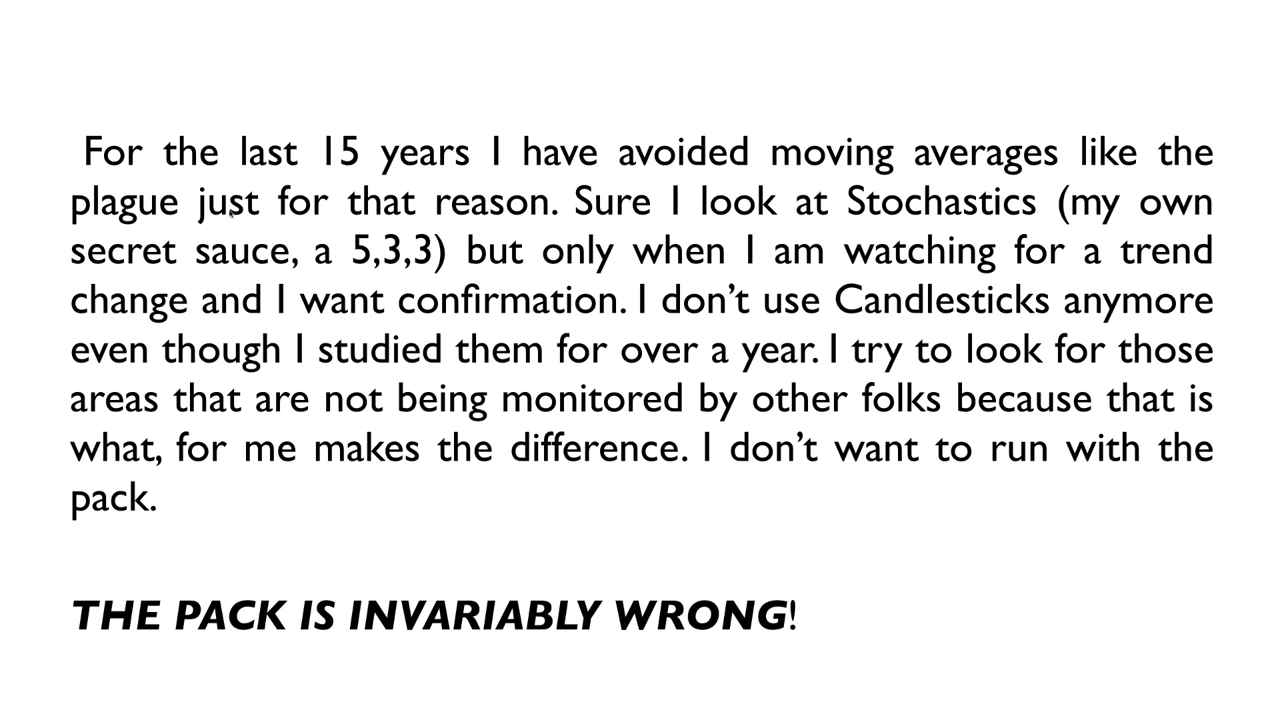 For the last 15 years I have avoided moving averages like the
plague just for that reason. Sure I look at Stochastics (my own
secret sauce, a 5,3,3) but only when I am watching for a trend
change and I want confirmation. I don’t use Candlesticks anymore
even though I studied them for over a year. I try to look for those
areas that are not being monitored by other folks because that is
what, for me makes the difference. I don’t want to run with the
pack.
THE PACK IS INVARIABLY WRONG!